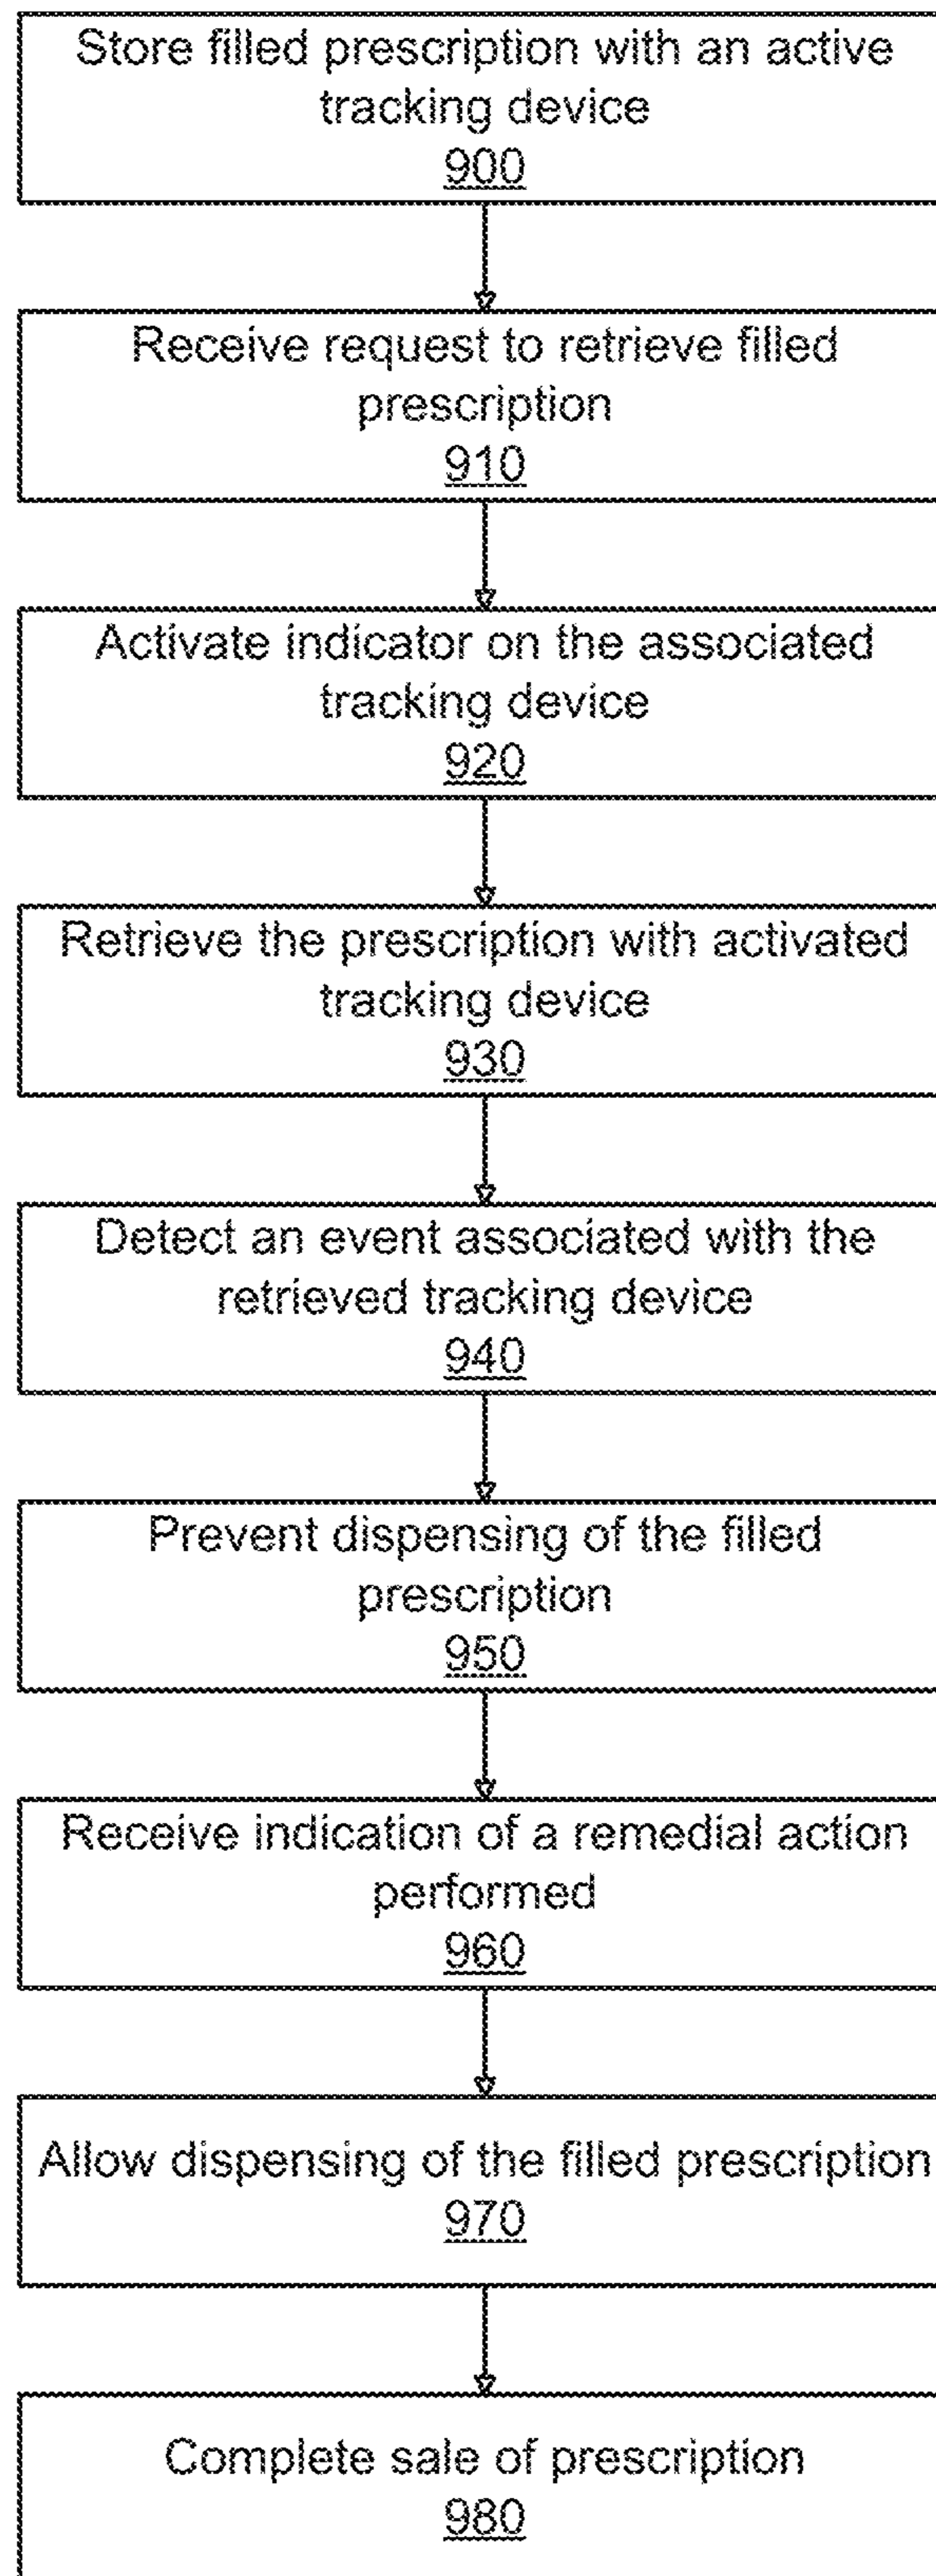 Store filled prescription with an active
tracking device
900
Receive request to retrieve filled
prescription
910
Activate indicator on the associated
tracking device
920
Retrieve the prescription with activated
tracking device
930
Detect an event associated with the
retrieved tracking device
940
Prevent dispensing of the filled
prescription
950
Receive indication of a remedial action
performed
960
Allow dispensing of the filled prescription
970
Complete sale of prescription
980